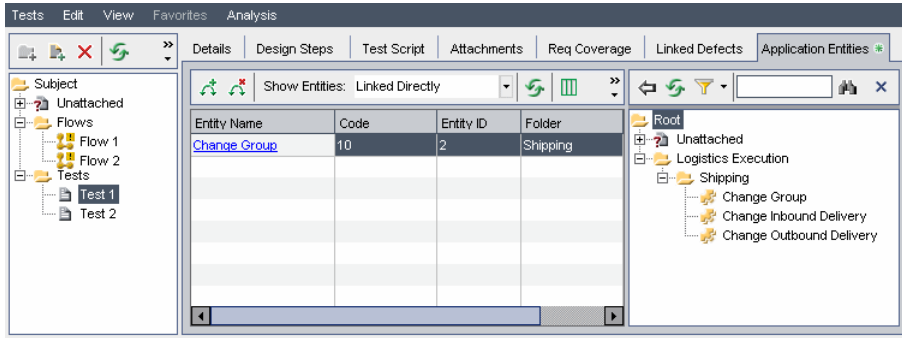 Tests Edit View Favorites Analysis
Details Design Steps Test Script Attachments Req Coverage Linked Defects Application Entities
Show Entities: Linked Directly
Subject
Unattached
Flows
Flow 1
Flow 2
Tests
Test 1
Test 2
Entity Name Code Entity ID Folder
Change Group 10 2 Shipping
Root
Unattached
Logistics Execution
Shipping
Change Group
Change Inbound Delivery
Change Outbound Delivery